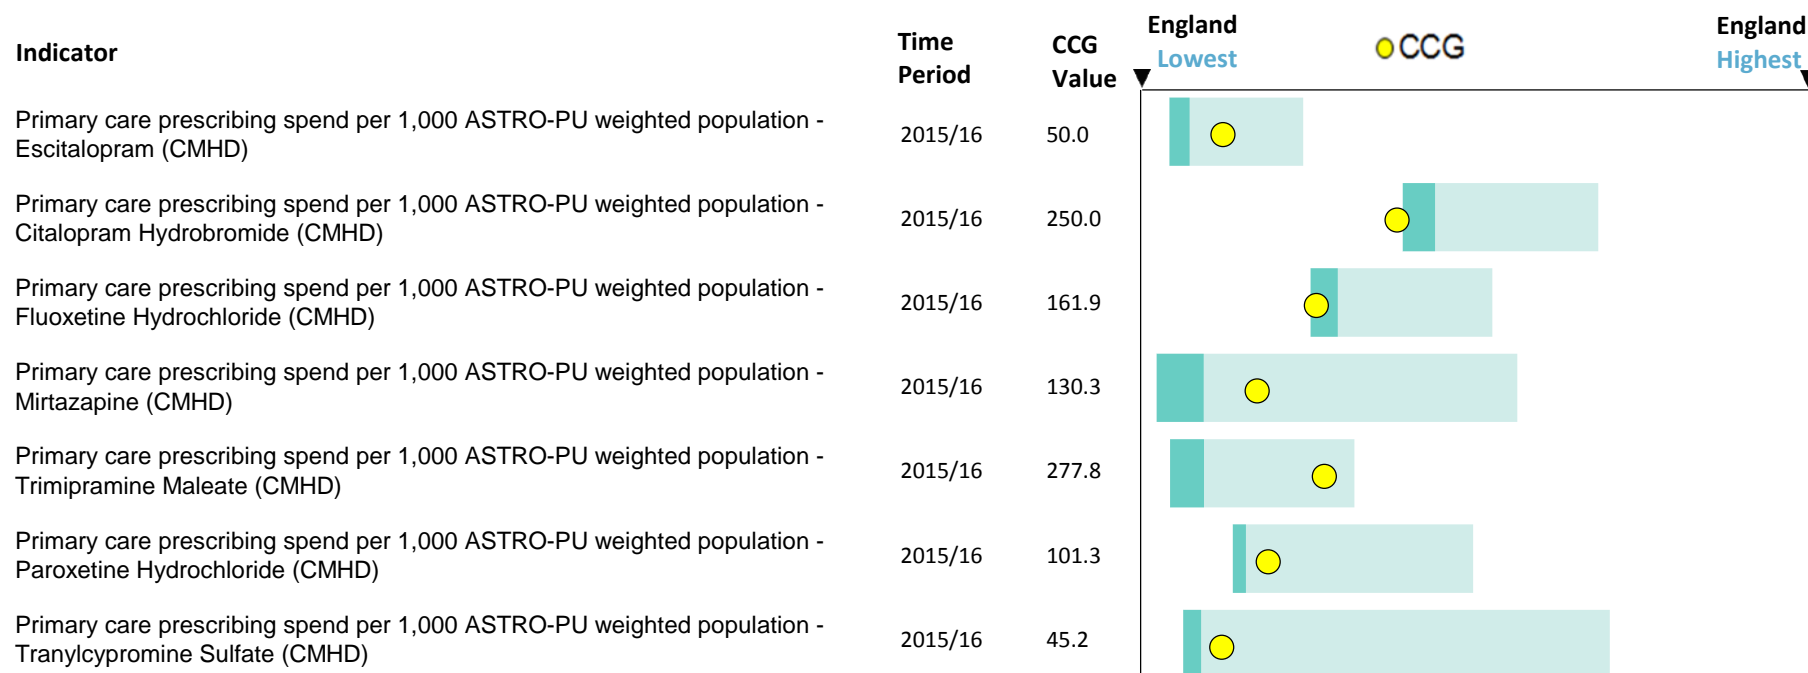 Indicator
Time Period
CCG Value
England Lowest
CCG
England Highest
Primary care prescribing spend per 1,000 ASTRO-PU weighted population -
Escitalopram (CMHD)
2015/16
50.0
Primary care prescribing spend per 1,000 ASTRO-PU weighted population -
Citalopram Hydrobromide (CMHD)
2015/16
250.0
Primary care prescribing spend per 1,000 ASTRO-PU weighted population -
Fluoxetine Hydrochloride (CMHD)
2015/16
161.9
Primary care prescribing spend per 1,000 ASTRO-PU weighted population -
Mirtazapine (CMHD)
2015/16
130.3
Primary care prescribing spend per 1,000 ASTRO-PU weighted population -
Trimipramine Maleate (CMHD)
2015/16
277.8
Primary care prescribing spend per 1,000 ASTRO-PU weighted population -
Paroxetine Hydrochloride (CMHD)
2015/16
101.3
Primary care prescribing spend per 1,000 ASTRO-PU weighted population -
Tranylcypromine Sulfate (CMHD)
2015/16
45.2